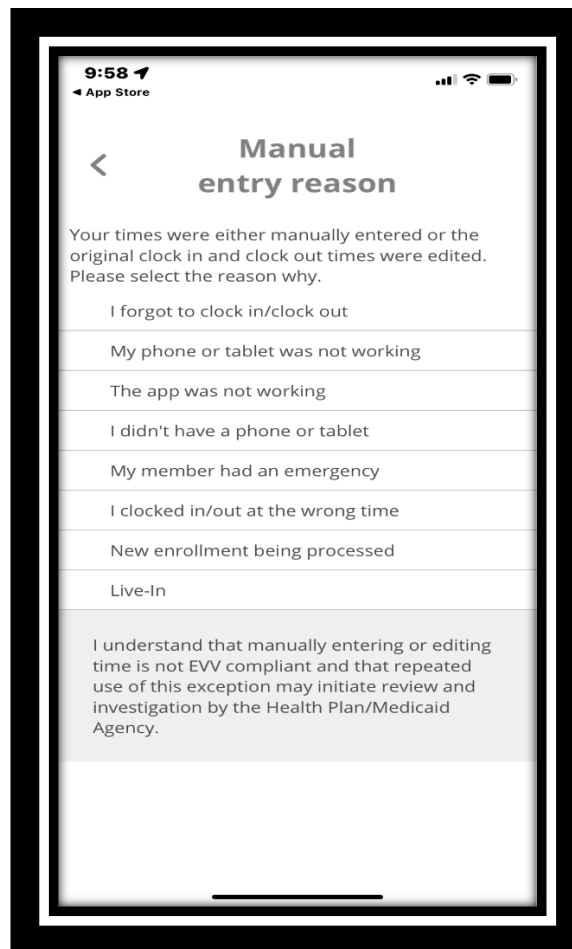 9:58
◄ App Store
Manual
entry reason
Your times were either manually entered or the
original clock in and clock out times were edited.
Please select the reason why.
I forgot to clock in/clock out
My phone or tablet was not working
The app was not working
I didn't have a phone or tablet
My member had an emergency
I clocked in/out at the wrong time
New enrollment being processed
Live-In
I understand that manually entering or editing
time is not EVV compliant and that repeated
use of this exception may initiate review and
investigation by the Health Plan/Medicaid
Agency.